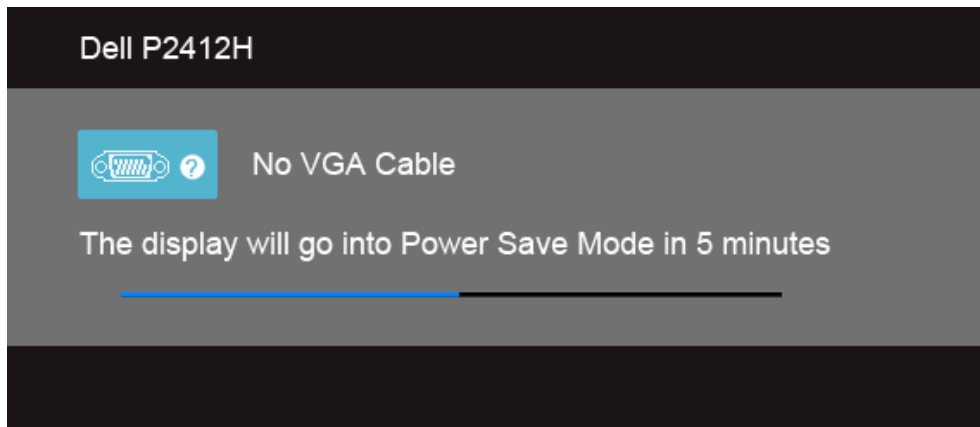 Dell P2412H
No VGA Cable
The display will go into Power Save Mode in 5 minutes